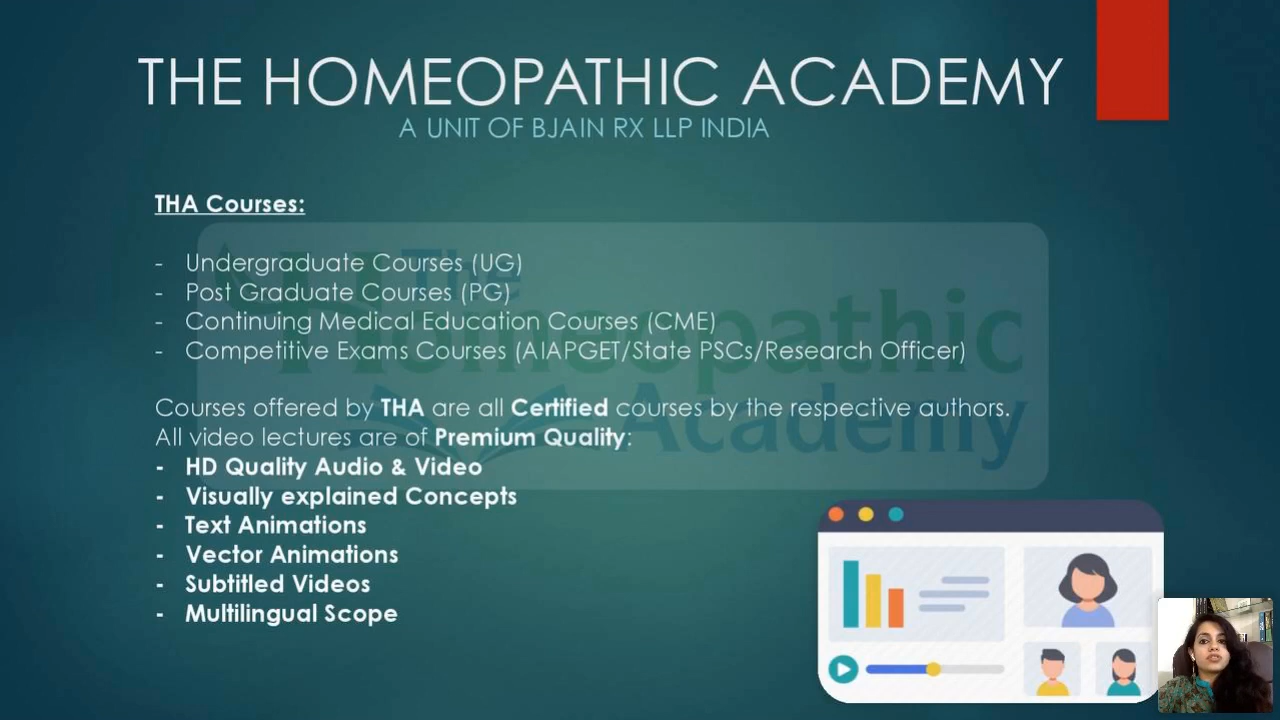 THE HOMEOPATHIC ACADEMY
A UNIT OF BJAIN RX LLP INDIA
THA Courses:
- Undergraduate Courses (UG)
- Post Graduate Courses (PG)
- Continuing Medical Education Courses (CME)
- Competitive Exams Courses (AIAPGET/State PSCs/Research Officer)
Courses offered by THA are all Certified courses by the respective authors.
All video lectures are of Premium Quality:
- HD Quality Audio & Video
- Visually explained Concepts
- Text Animations
- Vector Animations
- Subtitled Videos
- Multilingual Scope
The
Homeopathic
Academy